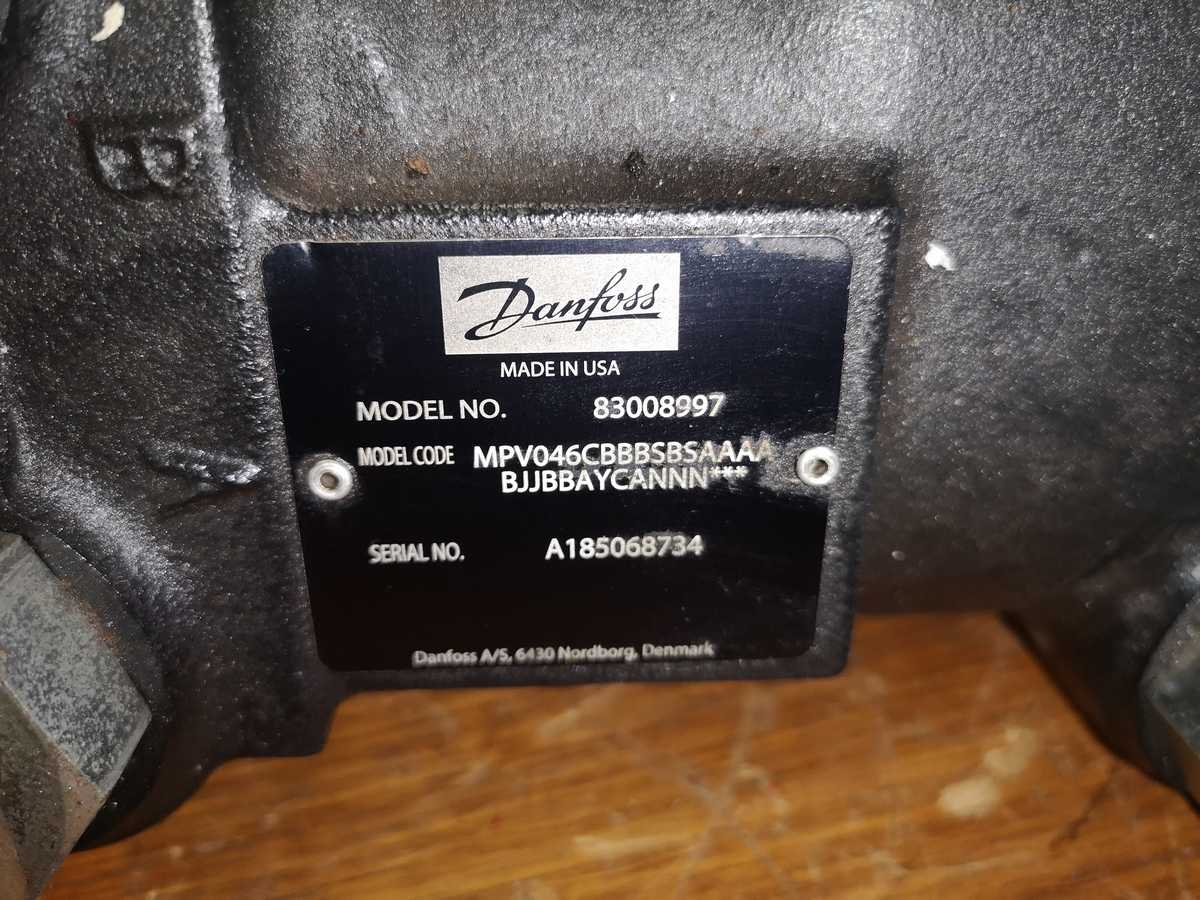 B
Danfoss
MADE IN USA
MODEL NO. 83008997
MODEL CODE MPV046CBBBSBSAAAA
BJJBBAYCANNN***
SERIAL NO. A185068734
Danfoss A/S, 6430 Nordborg, Denmark